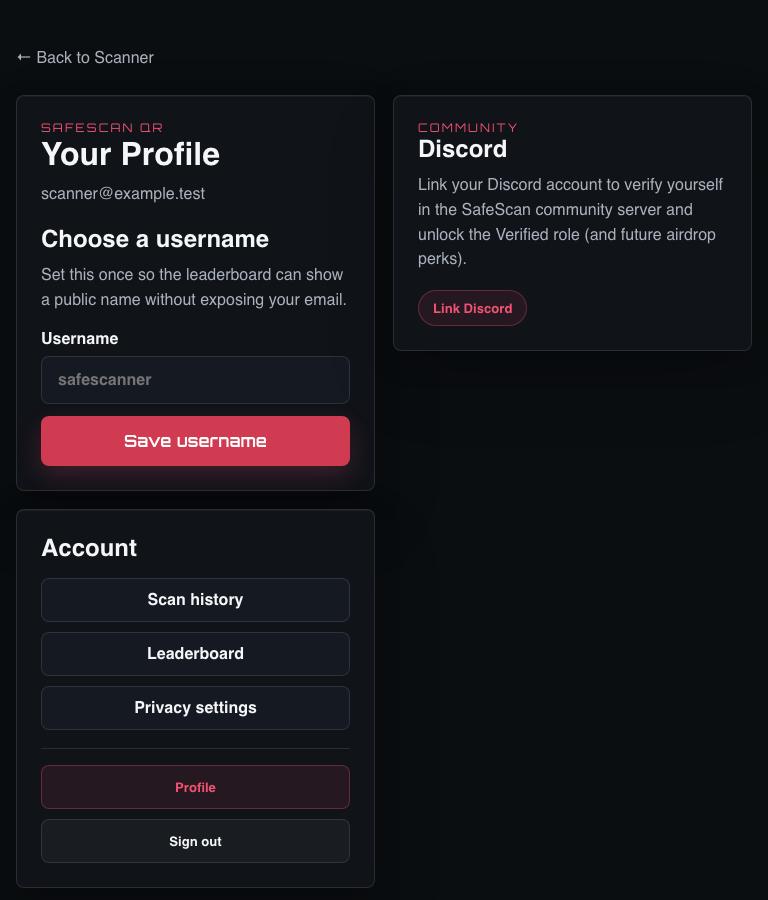 ← Back to Scanner
SAFESCAN QR
Your Profile
scanner@example.test
Choose a username
Set this once so the leaderboard can show
a public name without exposing your email.
Username
safescanner
Save username
Account
Scan history
Leaderboard
Privacy settings
Profile
Sign out
COMMUNITY
Discord
Link your Discord account to verify yourself
in the SafeScan community server and
unlock the Verified role (and future airdrop
perks).
Link Discord